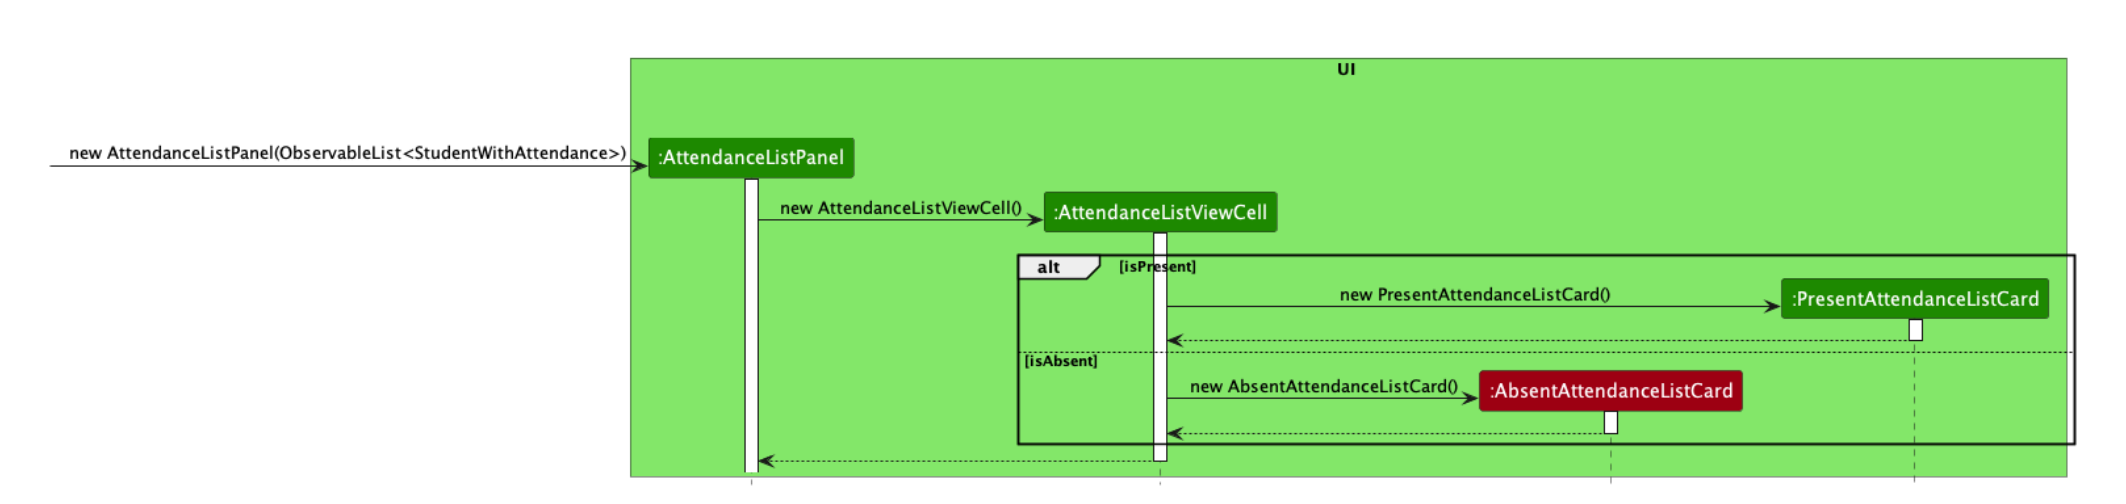 UI
new AttendanceListPanel(ObservableList<StudentWithAttendance>)
:AttendanceListPanel
new AttendanceListViewCell()
:AttendanceListViewCell
alt
[isPresent]
new PresentAttendanceListCard()
:PresentAttendanceListCard
[isAbsent]
new AbsentAttendanceListCard()
:AbsentAttendanceListCard